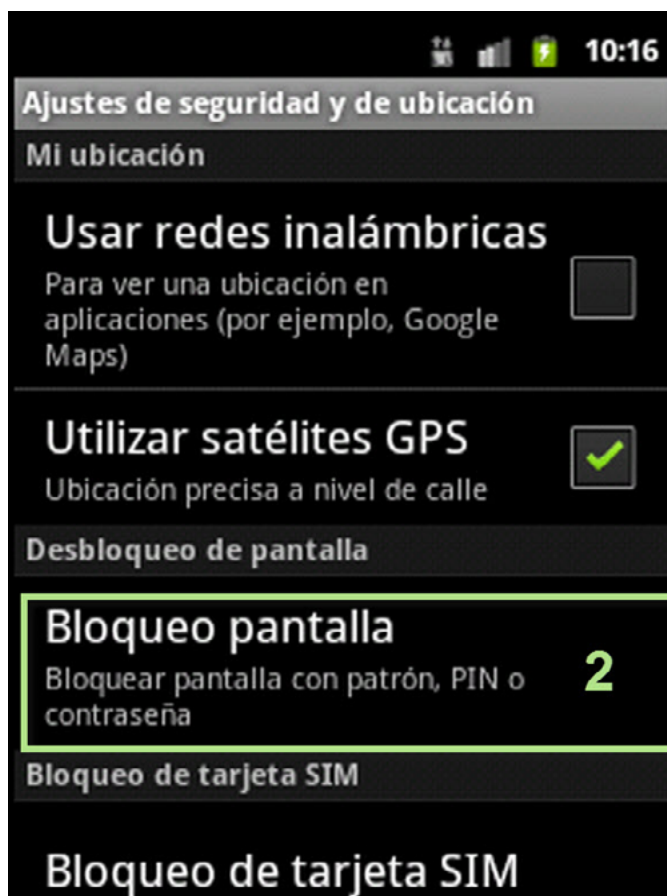 10:16
Ajustes de seguridad y de ubicación
Mi ubicación
Usar redes inalámbricas
Para ver una ubicación en
aplicaciones (por ejemplo, Google
Maps)
Utilizar satélites GPS
Ubicación precisa a nivel de calle
Desbloqueo de pantalla
Bloqueo pantalla
Bloquear pantalla con patrón, PIN o
contraseña
2
Bloqueo de tarjeta SIM
Bloqueo de tarjeta SIM